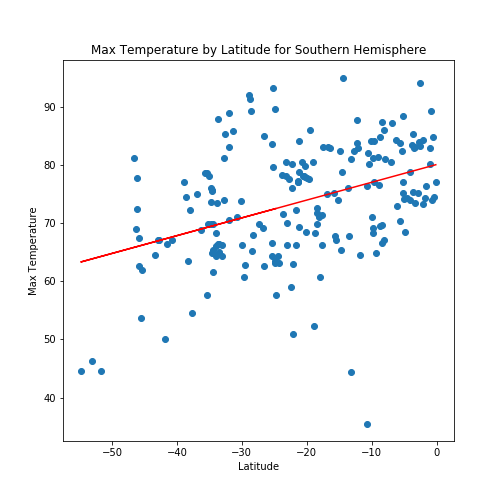 Max Temperature by Latitude for Southern Hemisphere
90
80
70
60
50
40
Max Temperature
−50 −40 −30 −20 −10 0
Latitude